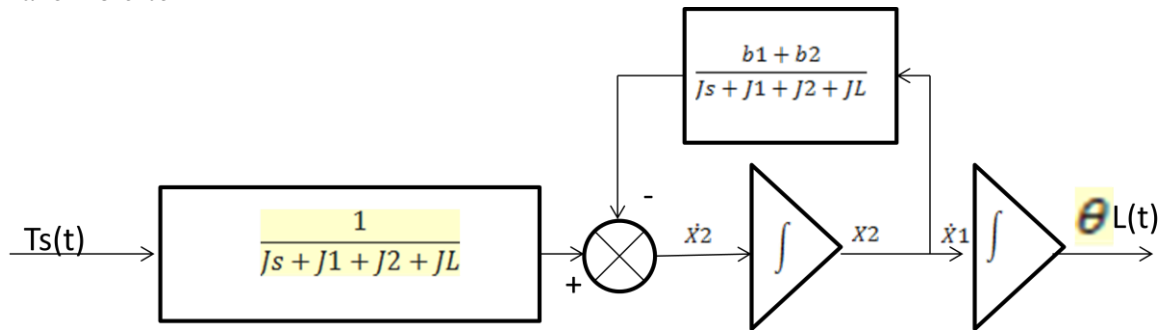 b1 + b2
Js + J1 + J2 + JL
-
Ts(t)
1
Js + J1 + J2 + JL
+
Ẋ2
∫
X2
Ẋ1
∫
θL(t)